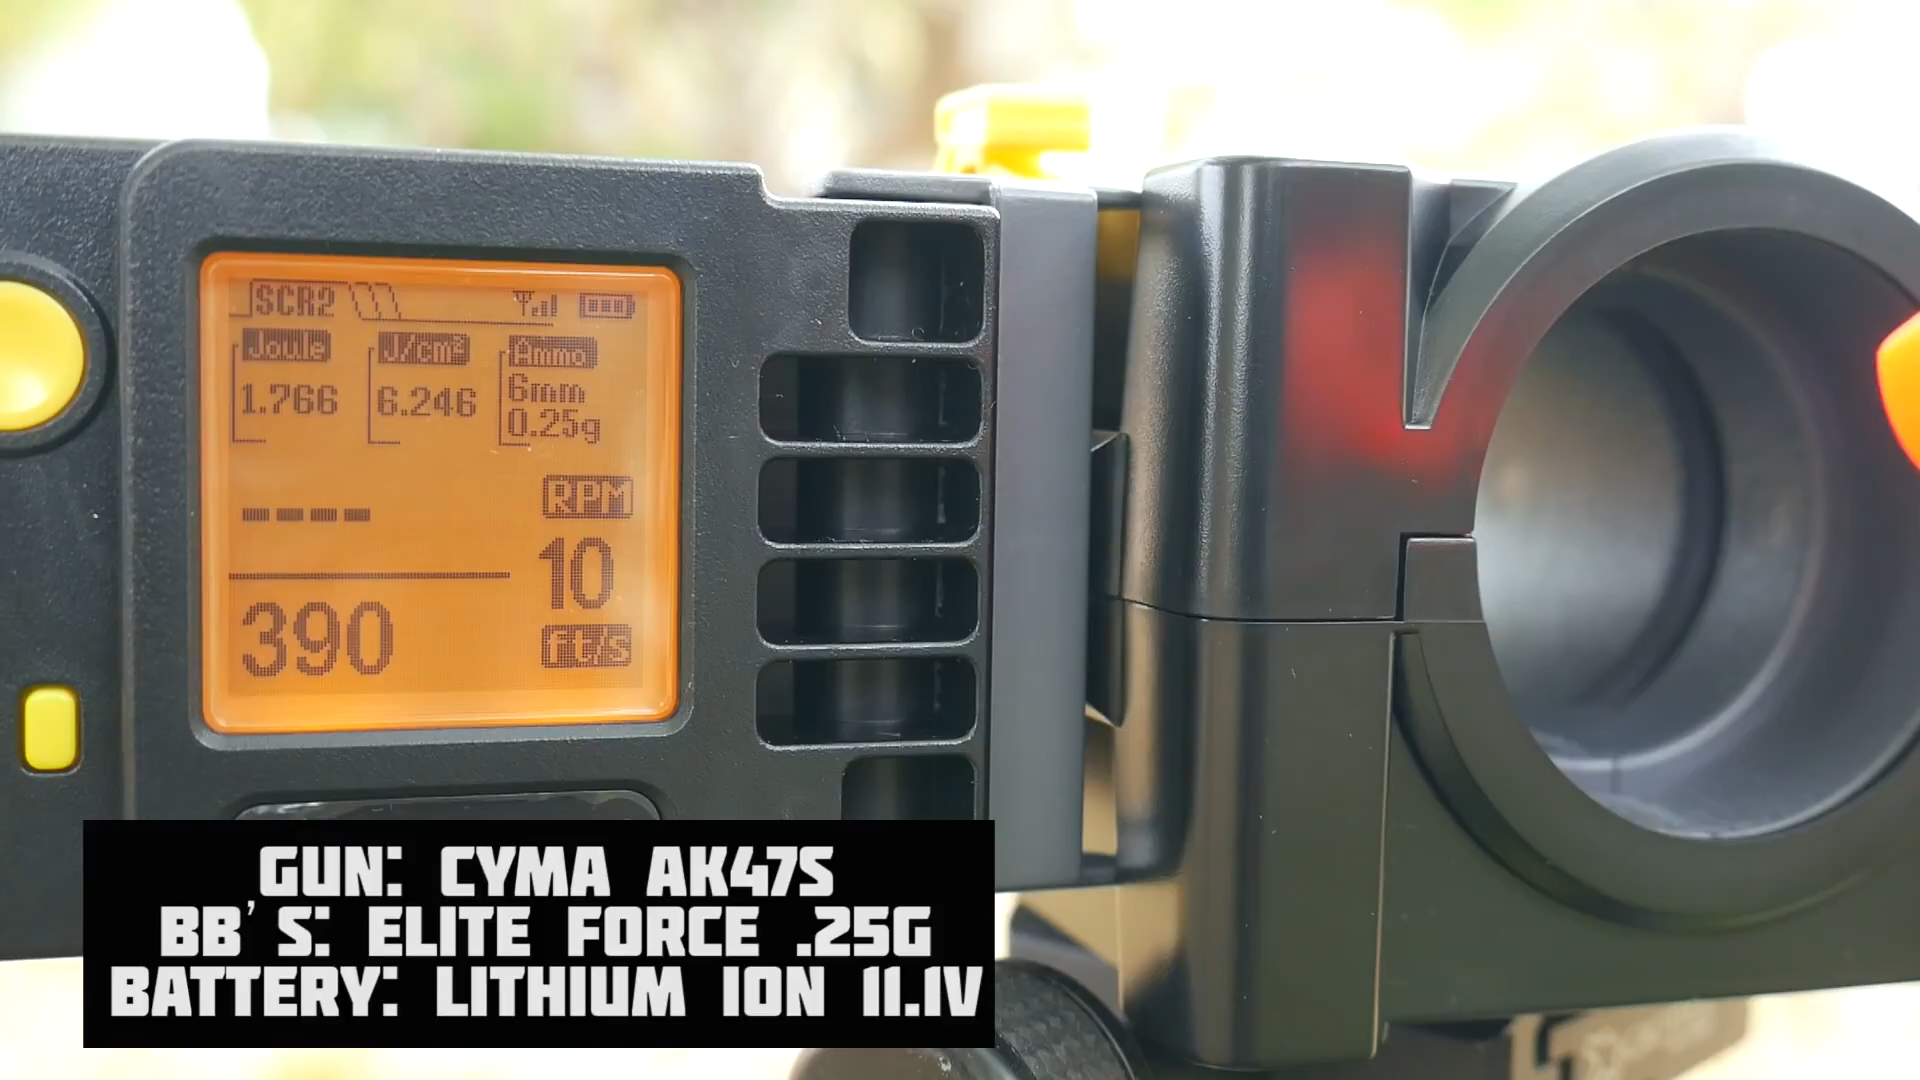 SCR2
Joule J/cm² Ammo
1.766 6.246 6mm
0.25g
---- RPM
10
390 ft/s
GUN: CYMA AK47S
BB'S: ELITE FORCE .25G
BATTERY: LITHIUM ION 11.1V